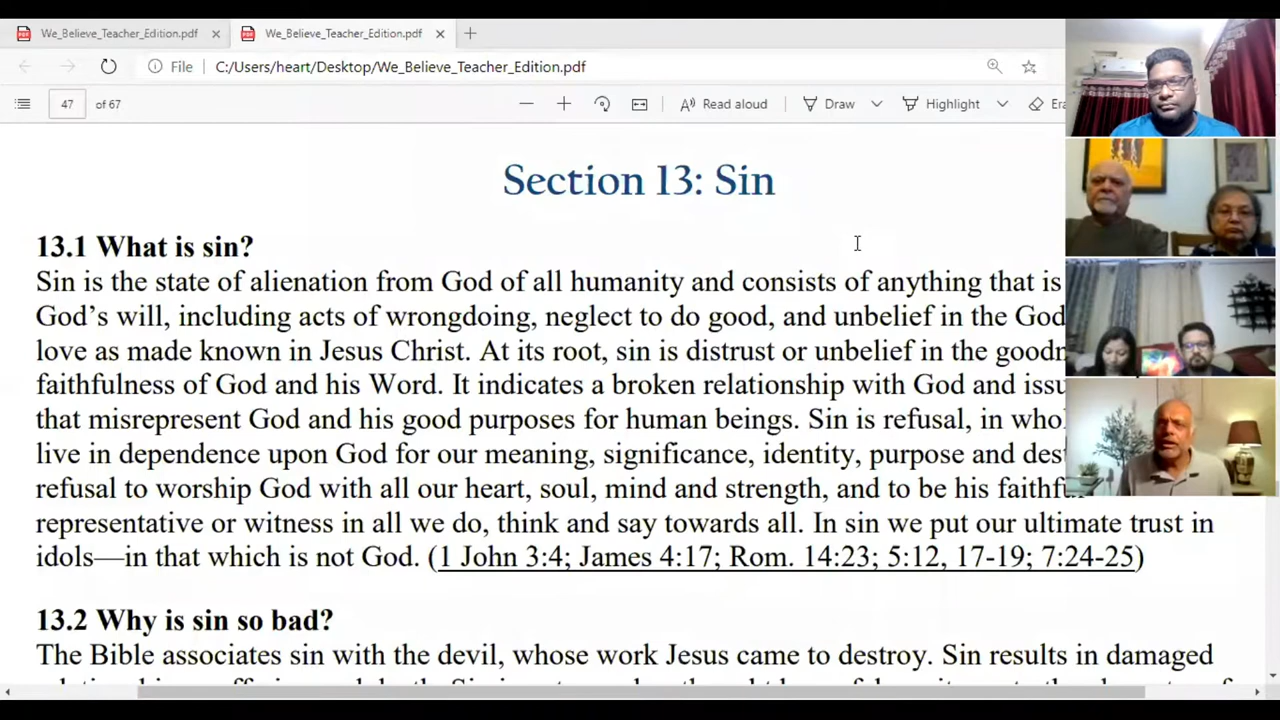 We_Believe_Teacher_Edition.pdf
We_Believe_Teacher_Edition.pdf
File
C:/Users/heart/Desktop/We_Believe_Teacher_Edition.pdf
47
of 67
Read aloud
Draw
Highlight
Section 13: Sin
13.1 What is sin?
Sin is the state of alienation from God of all humanity and consists of anything that is
God's will, including acts of wrongdoing, neglect to do good, and unbelief in the God
love as made known in Jesus Christ. At its root, sin is distrust or unbelief in the
faithfulness of God and his Word. It indicates a broken relationship with God and
that misrepresent God and his good purposes for human beings. Sin is refusal, in
live in dependence upon God for our meaning, significance, identity, purpose and
refusal to worship God with all our heart, soul, mind and strength, and to be his
representative or witness in all we do, think and say towards all. In sin we put our ultimate trust in
idols—in that which is not God. (1 John 3:4; James 4:17; Rom. 14:23; 5:12, 17-19; 7:24-25)
13.2 Why is sin so bad?
The Bible associates sin with the devil, whose work Jesus came to destroy. Sin results in damaged